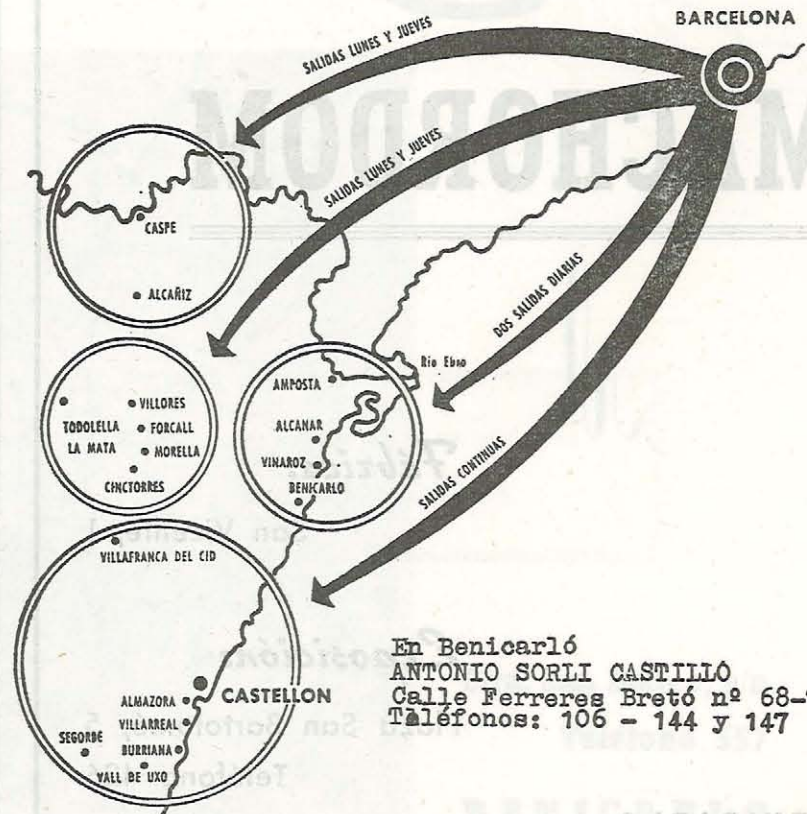 BARCELONA
SALIDAS LUNES Y JUEVES
SALIDAS LUNES Y JUEVES
DOS SALIDAS DIARIAS
SALIDAS CONTINUAS
CASPE
ALCAÑIZ
VILLORES
TODOLELLA
FORCALL
LA MATA
MORELLA
CINCTORRES
Rio Ebro
AMPOSTA
ALCANAR
VINAROZ
BENICARLO
VILLAFRANCA DEL CID
CASTELLON
ALMAZORA
VILLARREAL
SEGORBE
BURRIANA
VALL DE UXO
En Benicarló
ANTONIO SORLI CASTILLO
Calle Ferreres Bretó nº 68-
Teléfonos: 106 - 144 y 147